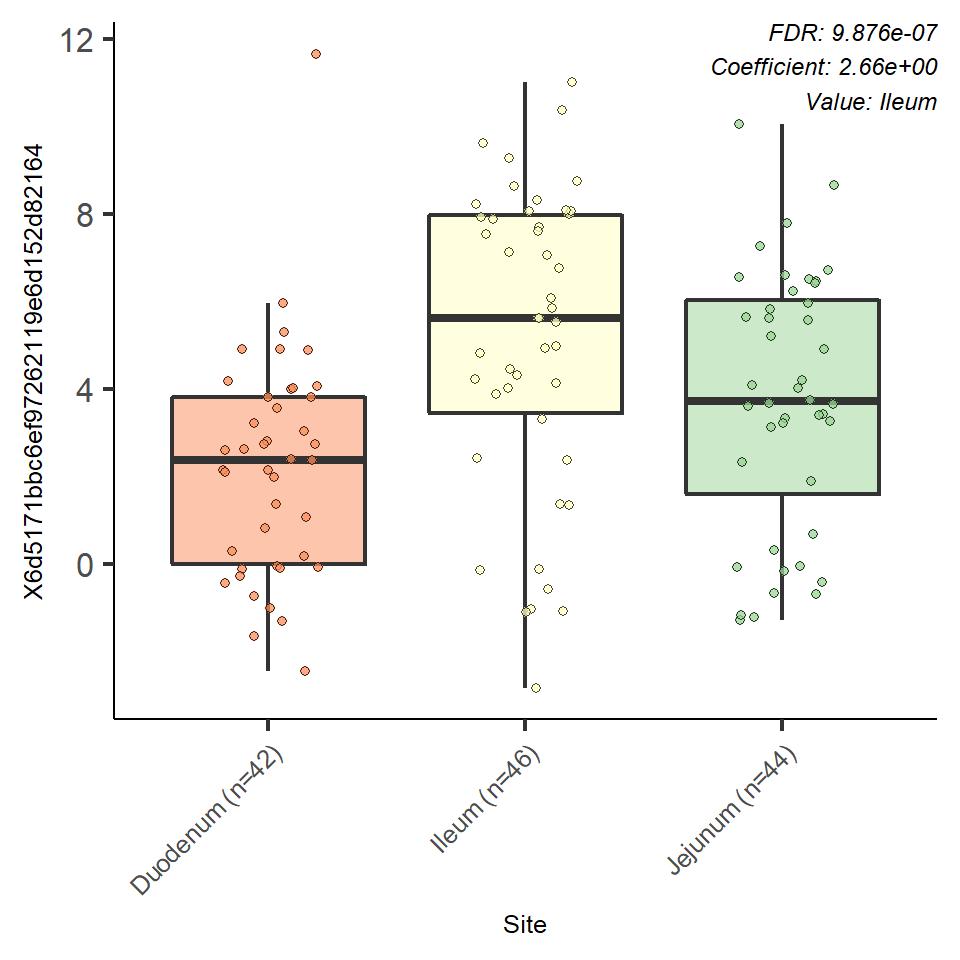 FDR: 9.876e-07
Coefficient: 2.66e+00
Value: Ileum
12
8
4
0
X6d5171bbc6ef97262119e6d152d82164
Duodenum (n=42)
Ileum (n=46)
Jejunum (n=44)
Site